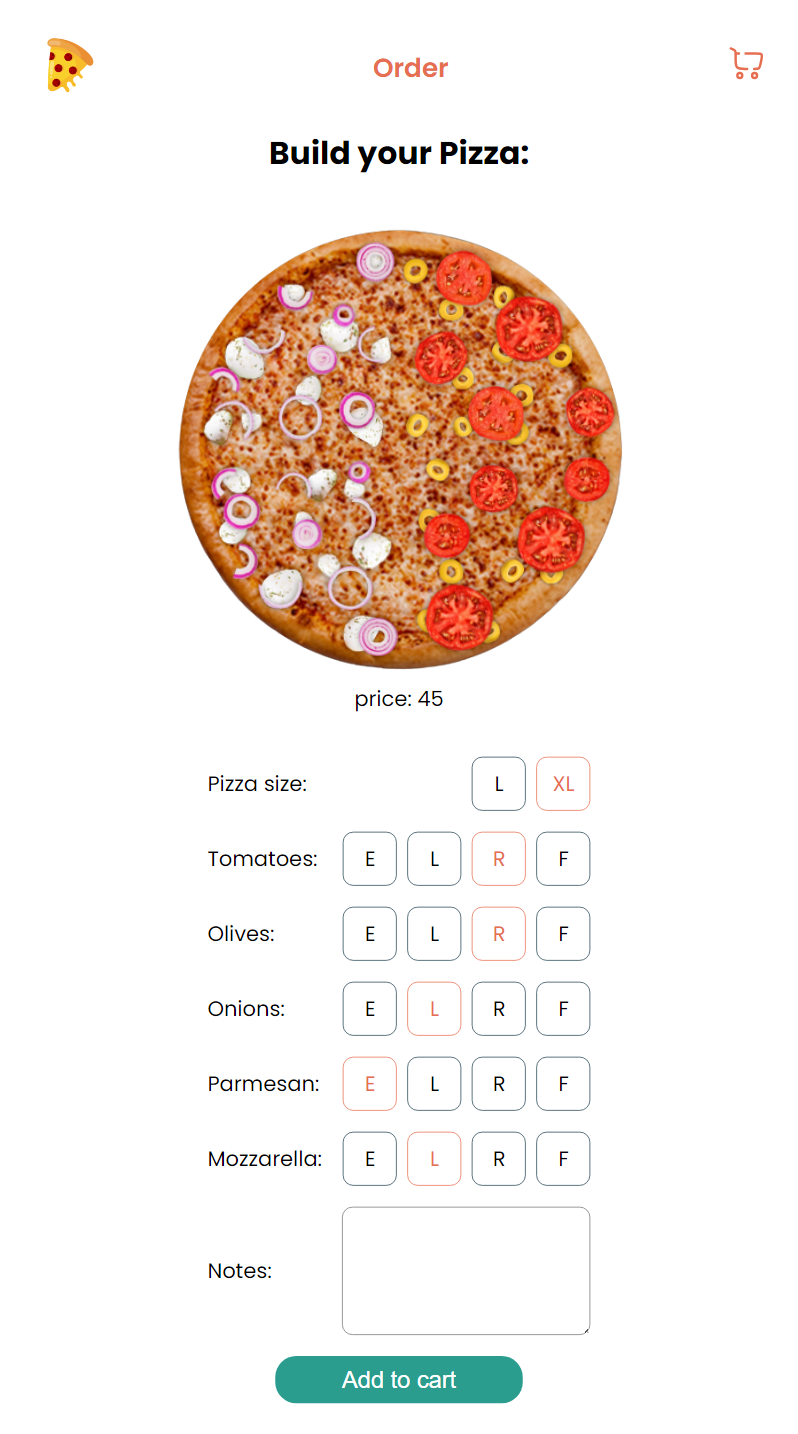 Order
Build your Pizza:
price: 45
Pizza size: L XL
Tomatoes: E L R F
Olives: E L R F
Onions: E L R F
Parmesan: E L R F
Mozzarella: E L R F
Notes:
Add to cart